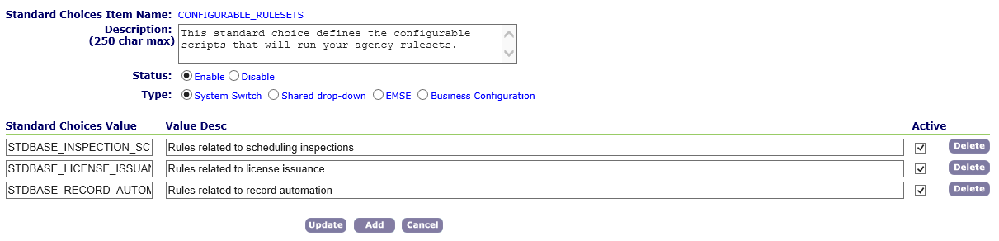 Standard Choices Item Name: CONFIGURABLE_RULESETS
Description: This standard choice defines the configurable
(250 char max) scripts that will run your agency rulesets.
Status: Enable Disable
Type: System Switch Shared drop-down EMSE Business Configuration
Standard Choices Value Value Desc Active
STDBASE_INSPECTION_SC Rules related to scheduling inspections Delete
STDBASE_LICENSE_ISSUAN Rules related to license issuance Delete
STDBASE_RECORD_AUTOM Rules related to record automation Delete
Update Add Cancel